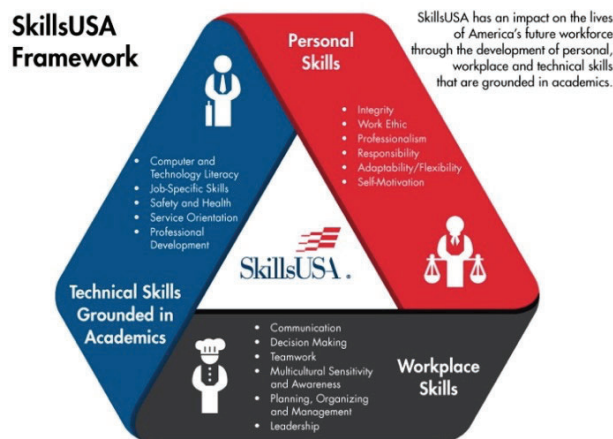 SkillsUSA
Framework
SkillsUSA has an impact on the lives
of America's future workforce
through the development of personal,
workplace and technical skills
that are grounded in academics.
Personal
Skills
• Integrity
• Work Ethic
• Professionalism
• Responsibility
• Adaptability/Flexibility
• Self-Motivation
• Computer and
Technology Literacy
• Job-Specific Skills
• Safety and Health
• Service Orientation
• Professional
Development
SkillsUSA®
Technical Skills
Grounded in
Academics
• Communication
• Decision Making
• Teamwork
• Multicultural Sensitivity
and Awareness
• Planning, Organizing
and Management
• Leadership
Workplace
Skills